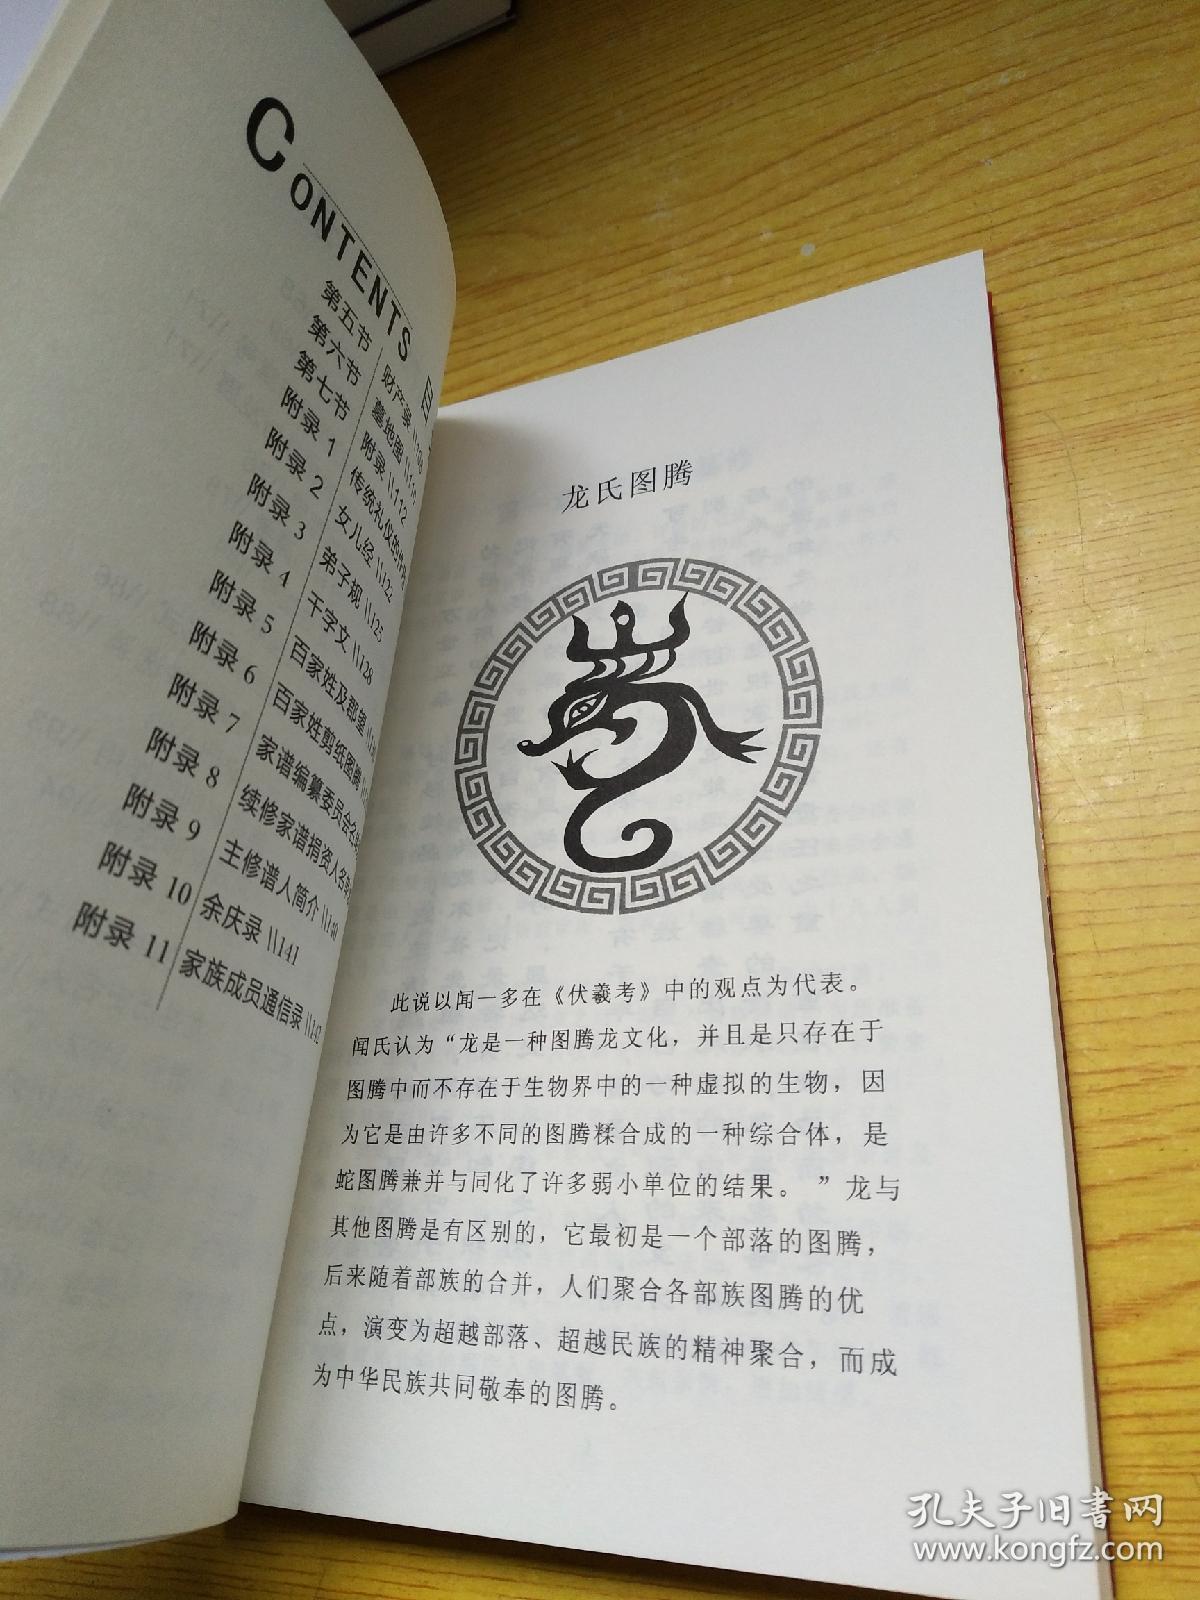 CONTENTS
目
第五节 财产篇
第六节 墓地图
第七节 附录 \\112
附录 1 传统礼仪的
附录 2 女儿经 \\122
附录 3 弟子规 \\125
附录 4 千字文 \\128
附录 5 百家姓及郡望
附录 6 百家姓剪纸图腾
附录 7 家谱编纂委员会名
附录 8 续修家谱捐资人名
附录 9 主修谱人简介 \\140
附录 10 余庆录 \\141
附录 11 家族成员通信录 \\142
龙氏图腾
此说以闻一多在《伏羲考》中的观点为代表。
闻氏认为“龙是一种图腾龙文化，并且是只存在于
图腾中而不存在于生物界中的一种虚拟的生物，因
为它是由许多不同的图腾糅合成的一种综合体，是
蛇图腾兼并与同化了许多弱小单位的结果。”龙与
其他图腾是有区别的，它最初是一个部落的图腾，
后来随着部族的合并，人们聚合各部族图腾的优
点，演变为超越部落、超越民族的精神聚合，而成
为中华民族共同敬奉的图腾。
1
孔夫子旧书网
www.kongfz.com